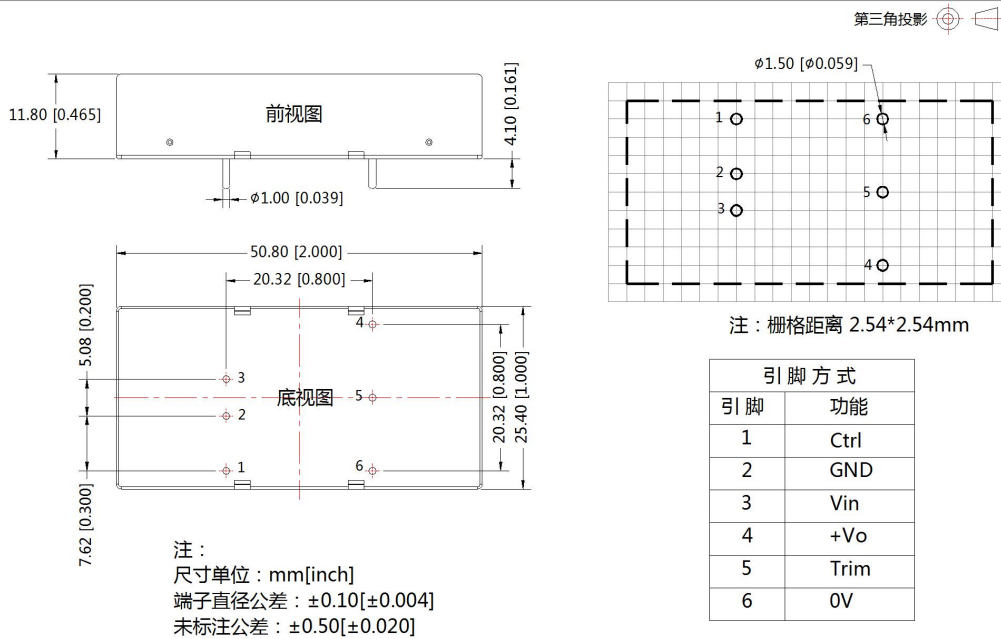 第三角投影
11.80 [0.465]
前视图
4.10 [0.161]
ϕ1.00 [0.039]
50.80 [2.000]
20.32 [0.800]
5.08 [0.200]
7.62 [0.300]
3
2
1
底视图
4
5
6
20.32 [0.800]
25.40 [1.000]
注：
尺寸单位：mm[inch]
端子直径公差：±0.10[±0.004]
未标注公差：±0.50[±0.020]
ϕ1.50 [ϕ0.059]
1
2
3
6
5
4
注：栅格距离 2.54*2.54mm
引脚方式
引脚 功能
1 Ctrl
2 GND
3 Vin
4 +Vo
5 Trim
6 0V